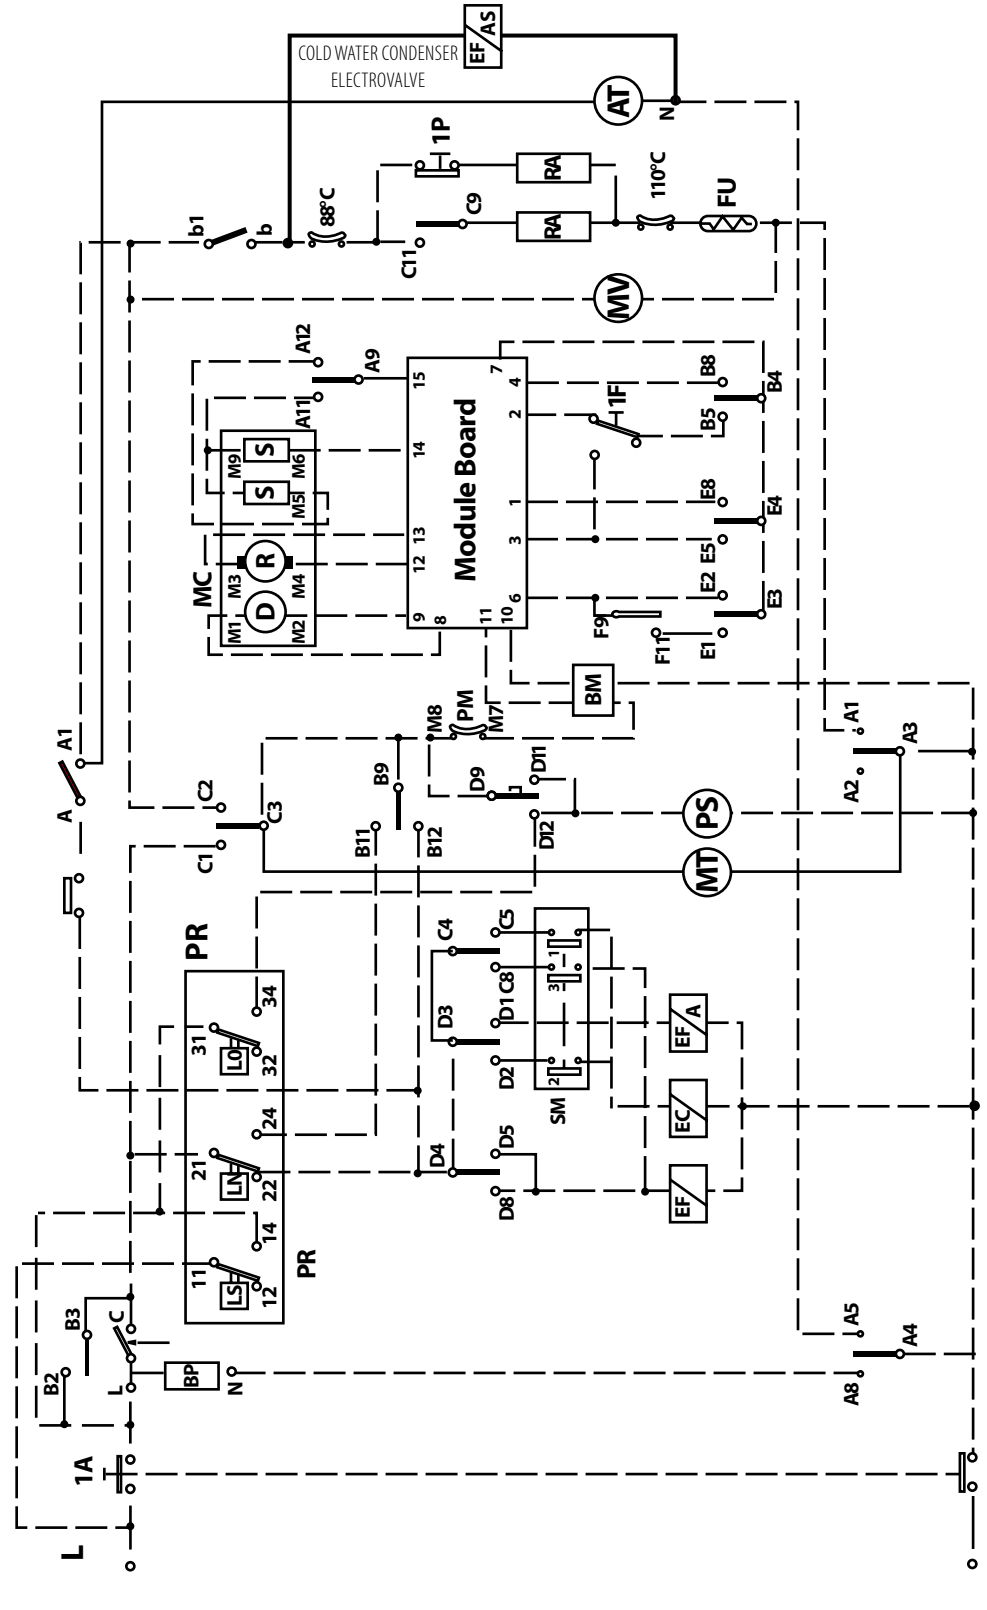 EF AS
COLD WATER CONDENSER
ELECTROVALVE
AT
N
1P
RA
110°C
FU
88°C
C9
RA
b1
b
C11
MV
A12
A9
A11
15
7
4
B8
B4
1F
2
B5
M9
S
M6
14
Module Board
S
M5
1
E8
E4
13
3
E5
MC
M3
R
M4
12
E2
6
E3
M1
D
M2
9
8
11
10
F9
F11
E1
BM
M8
PM
M7
A1
A
C2
C3
C1
B9
B11
B12
D9
D11
D12
PS
MT
A1
A3
A2
PR
C4
C5
C8
1
3
D3
D1
D2
2
SM
34
31
LO
32
EF A
EC
EF
24
21
LN
22
D4
D5
D8
14
11
LS
12
PR
B3
C
B2
L
BP
N
A5
A4
A8
1A
L